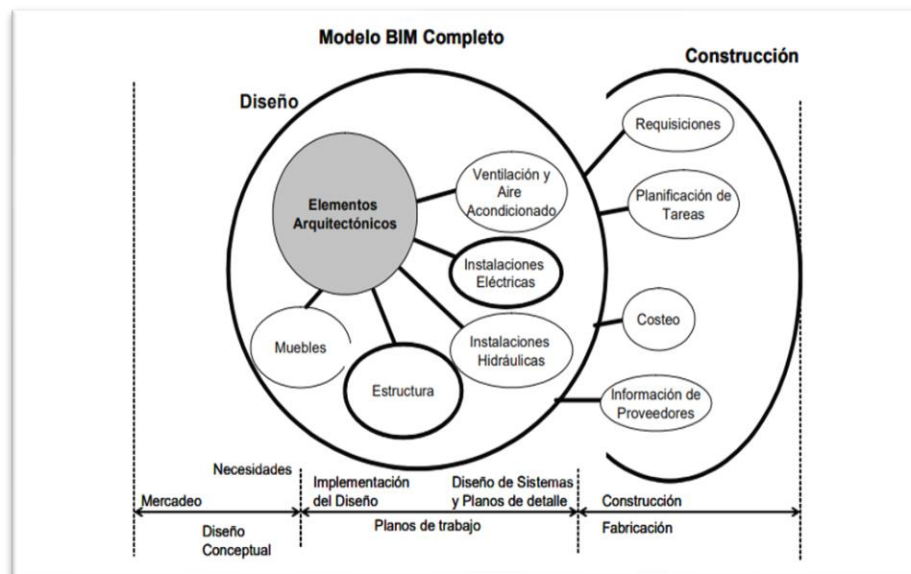 Modelo BIM Completo
Construcción
Diseño
Requisiciones
Elementos
Arquitectónicos
Ventilación y
Aire
Acondicionado
Planificación de
Tareas
Instalaciones
Eléctricas
Muebles
Estructura
Instalaciones
Hidráulicas
Costeo
Información de
Proveedores
Necesidades
Mercadeo
Diseño
Conceptual
Implementación
del Diseño
Diseño de Sistemas
y Planos de detalle
Planos de trabajo
Construcción
Fabricación